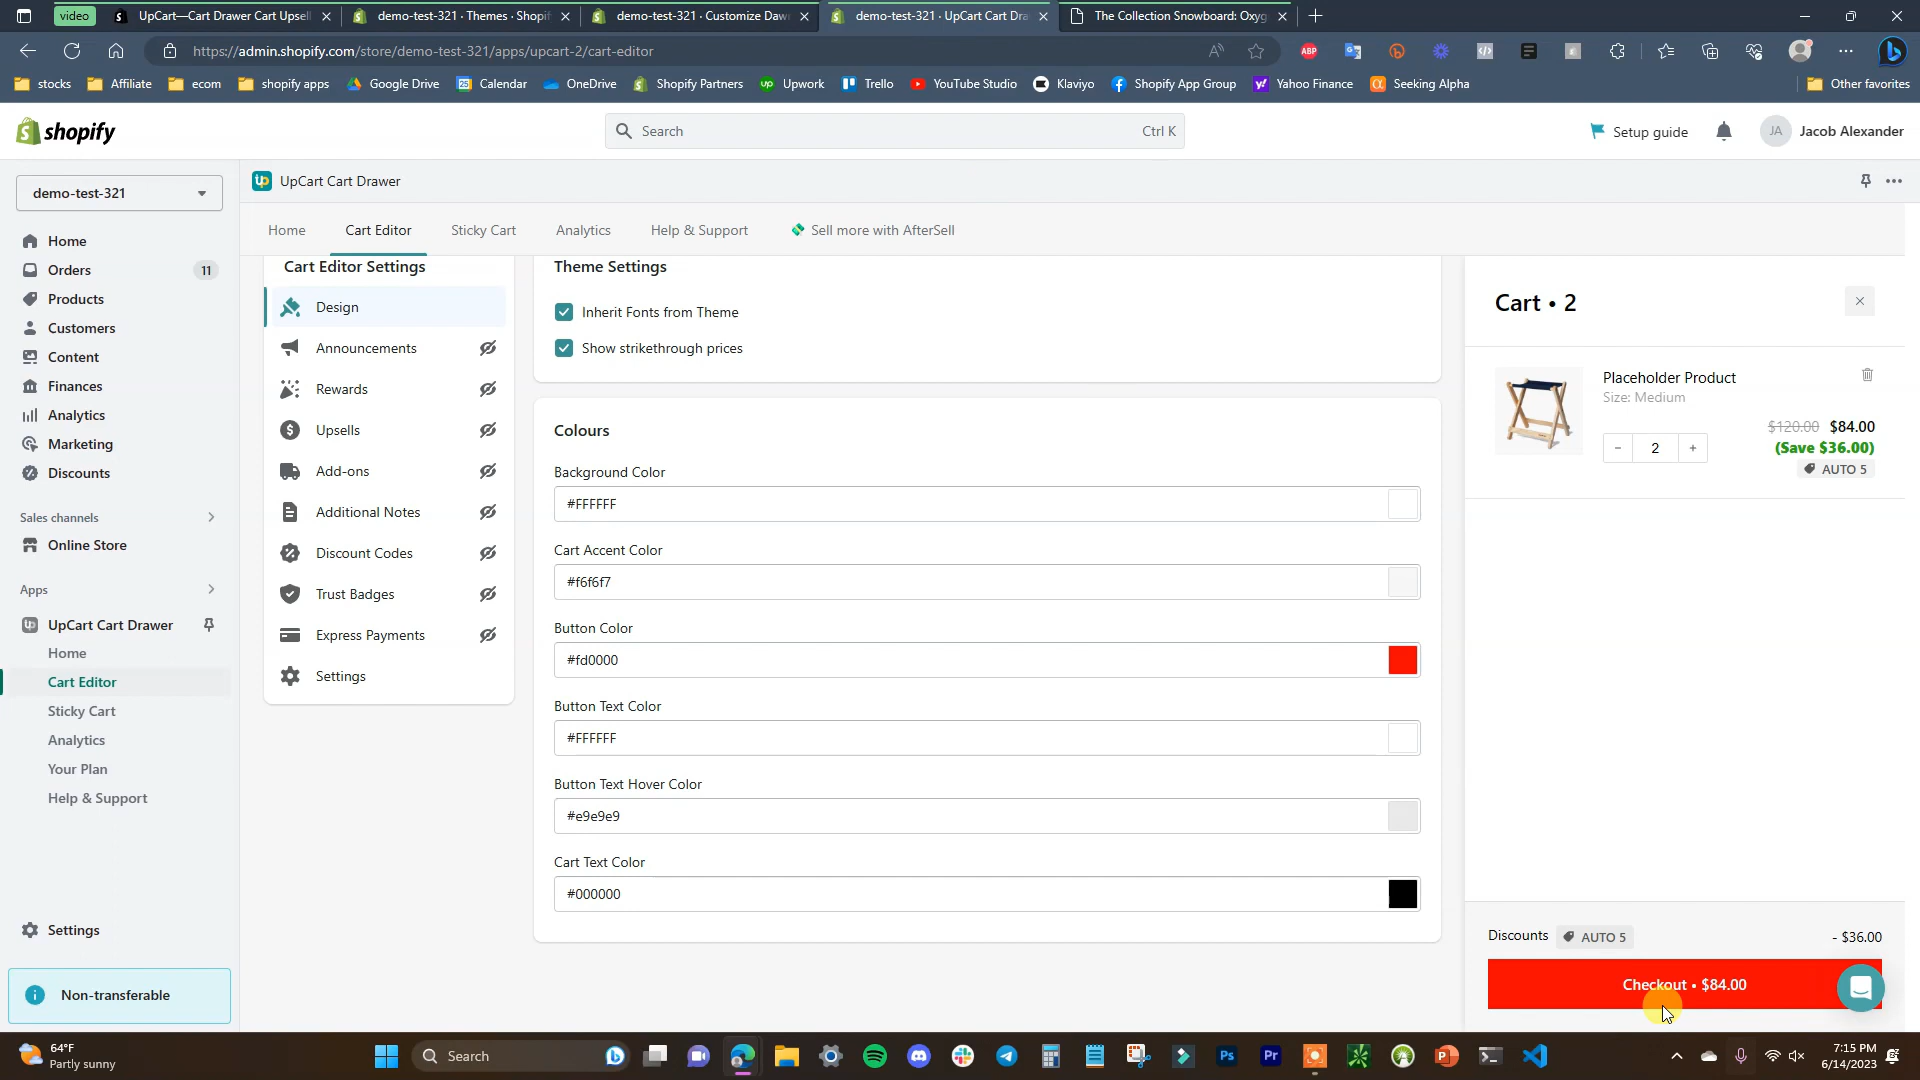 video
UpCart—Cart Drawer Cart Upsell
demo-test-321 · Themes · Shopif
demo-test-321 · Customize Daw
demo-test-321 · UpCart Cart Dra
The Collection Snowboard: Oxyg
https://admin.shopify.com/store/demo-test-321/apps/upcart-2/cart-editor
stocks
Affiliate
ecom
shopify apps
Google Drive
Calendar
OneDrive
Shopify Partners
Upwork
Trello
YouTube Studio
Klaviyo
Shopify App Group
Yahoo Finance
Seeking Alpha
Other favorites
shopify
Search
Ctrl K
Setup guide
JA
Jacob Alexander
demo-test-321
Home
Orders
11
Products
Customers
Content
Finances
Analytics
Marketing
Discounts
Sales channels
Online Store
Apps
UpCart Cart Drawer
Home
Cart Editor
Sticky Cart
Analytics
Your Plan
Help & Support
Settings
Non-transferable
UpCart Cart Drawer
Home
Cart Editor
Sticky Cart
Analytics
Help & Support
Sell more with AfterSell
Cart Editor Settings
Design
Announcements
Rewards
Upsells
Add-ons
Additional Notes
Discount Codes
Trust Badges
Express Payments
Settings
Theme Settings
Inherit Fonts from Theme
Show strikethrough prices
Colours
Background Color
#FFFFFF
Cart Accent Color
#f6f6f7
Button Color
#fd0000
Button Text Color
#FFFFFF
Button Text Hover Color
#e9e9e9
Cart Text Color
#000000
Cart • 2
Placeholder Product
Size: Medium
$120.00 $84.00
(Save $36.00)
AUTO 5
- 2 +
Discounts
AUTO 5
- $36.00
Checkout • $84.00
64°F
Partly sunny
Search
7:15 PM
6/14/2023